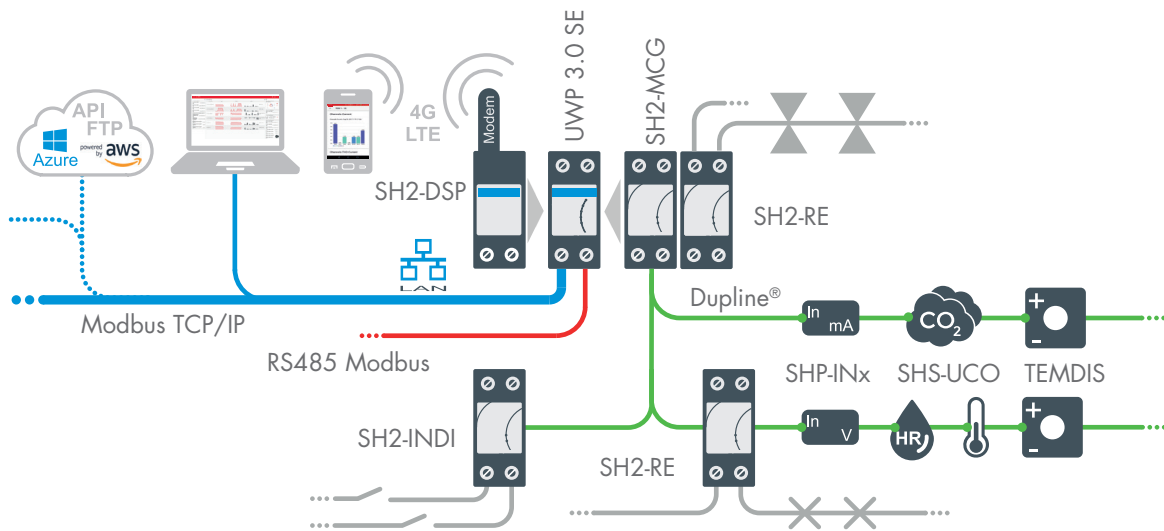 API
FTP
Azure
powered by aws
4G
LTE
Modem
UWP 3.0 SE
SH2-MCG
SH2-DSP
SH2-RE
LAN
Modbus TCP/IP
RS485 Modbus
Dupline®
In
mA
CO2
+
-
SHP-INx
SHS-UCO
TEMDIS
SH2-INDI
SH2-RE
In
V
HR
+
-